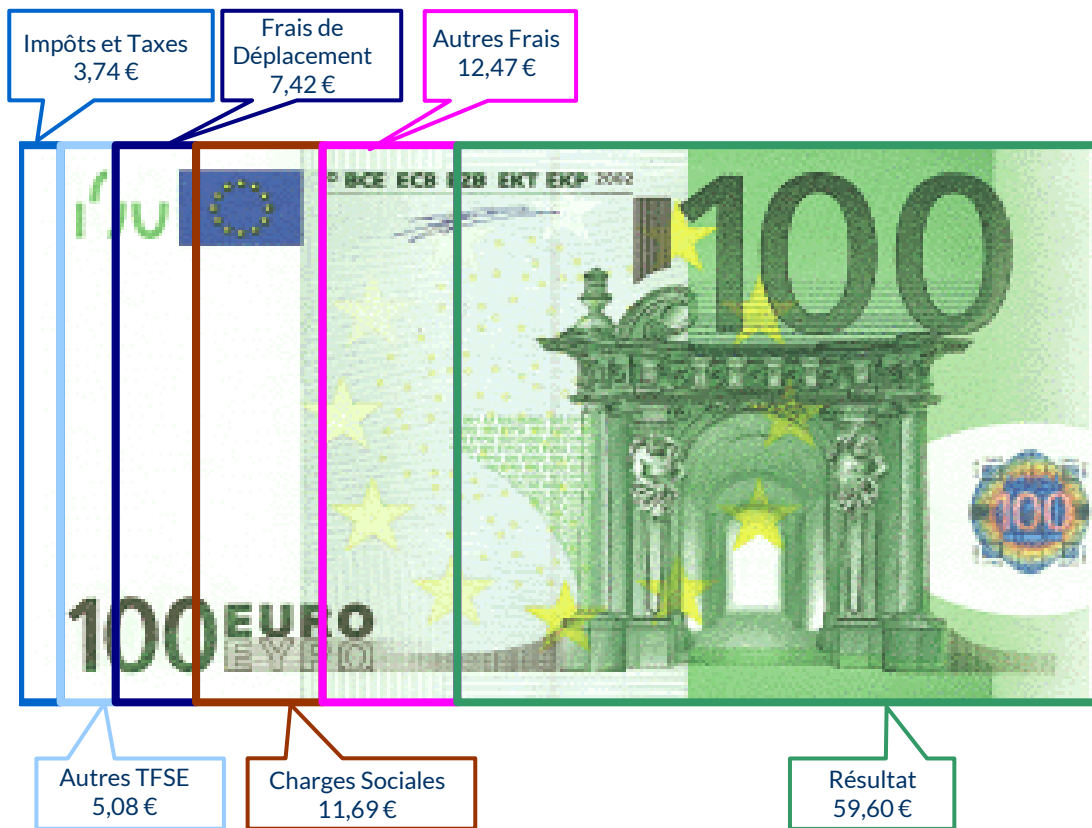 Impôts et Taxes
3,74 €
Frais de
Déplacement
7,42 €
Autres Frais
12,47 €
BCE ECB EZB EKT EKP 2002
100
100
100 EURO
ΕΥΡΩ
Autres TFSE
5,08 €
Charges Sociales
11,69 €
Résultat
59,60 €